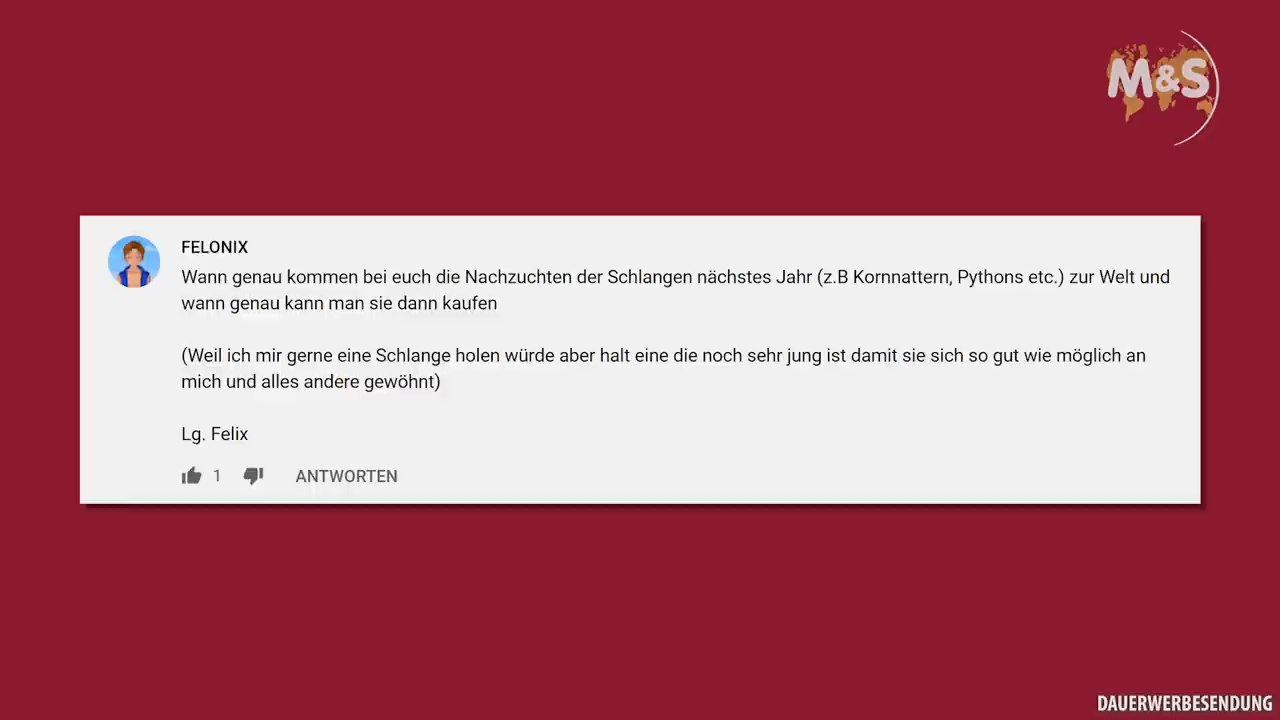 M&S
FELONIX
Wann genau kommen bei euch die Nachzuchten der Schlangen nächstes Jahr (z.B Kornnattern, Pythons etc.) zur Welt und
wann genau kann man sie dann kaufen
(Weil ich mir gerne eine Schlange holen würde aber halt eine die noch sehr jung ist damit sie sich so gut wie möglich an
mich und alles andere gewöhnt)
Lg. Felix
1 ANTWORTEN
DAUERWERBESENDUNG